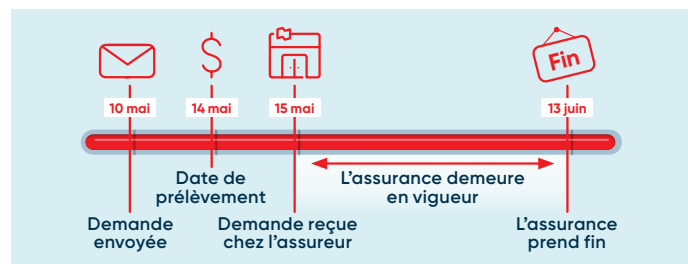 $
Fin
10 mai
14 mai
15 mai
13 juin
Date de
prélèvement
L'assurance demeure
en vigueur
Demande
envoyée
Demande reçue
chez l'assureur
L'assurance
prend fin